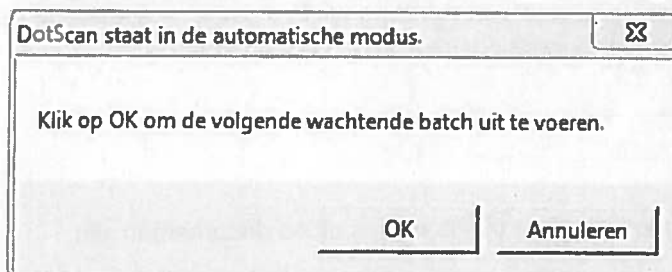 DotScan staat in de automatische modus.
Klik op OK om de volgende wachtende batch uit te voeren.
OK Annuleren